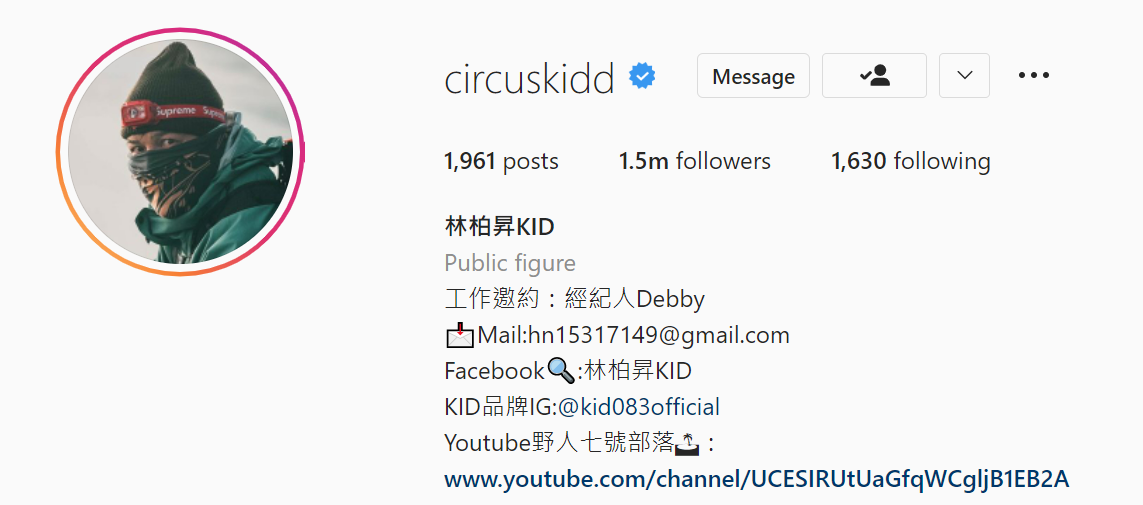 Supreme Sup
circuskidd
Message
1,961 posts 1.5m followers 1,630 following
林柏昇KID
Public figure
工作邀約：經紀人Debby
📩Mail:hn15317149@gmail.com
Facebook🔍:林柏昇KID
KID品牌IG:@kid083official
Youtube野人七號部落🏝：
www.youtube.com/channel/UCESIRUtUaGfqWCgljB1EB2A